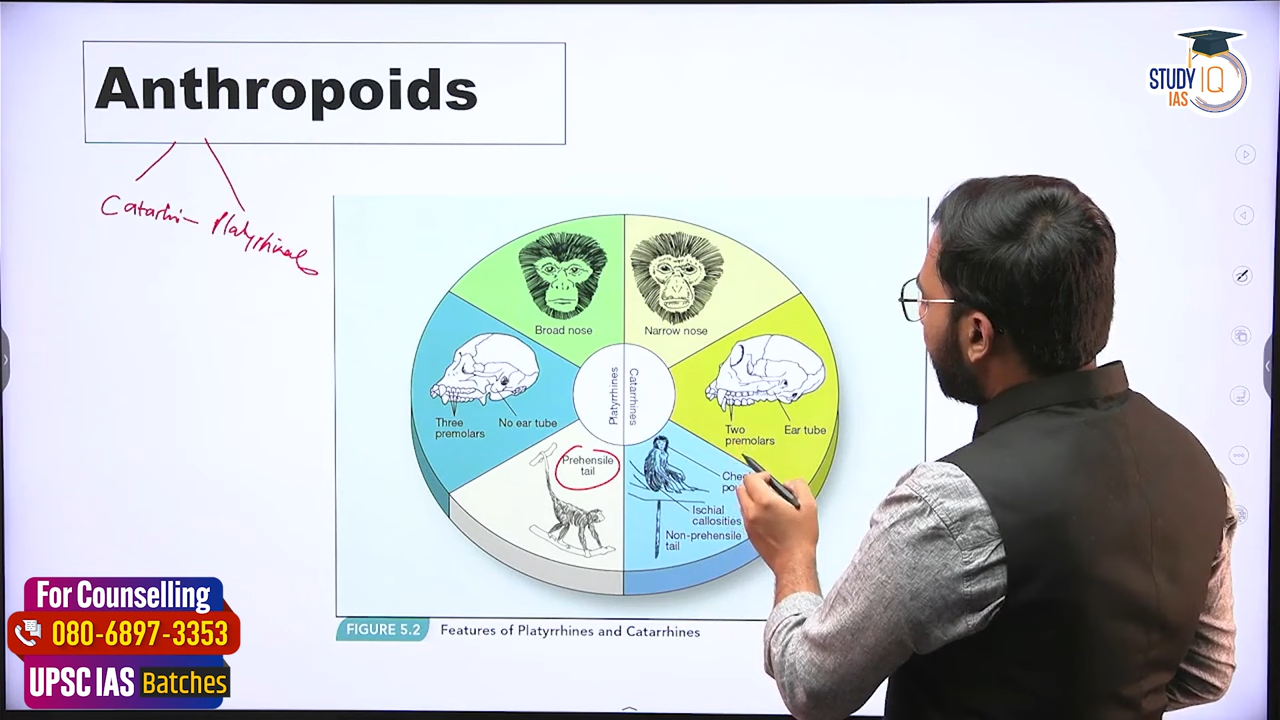 Anthropoids
STUDY IQ
IAS
Platyrhinals
Broad nose
Narrow nose
Three
premolars
No ear tube
Platyrrhines
Catarrhines
Two
premolars
Ear tube
Prehensile
tail
Ischial
callosities
Non-prehensile
tail
FIGURE 5.2 Features of Platyrrhines and Catarrhines
For Counselling
080-6897-3353
UPSC IAS Batches